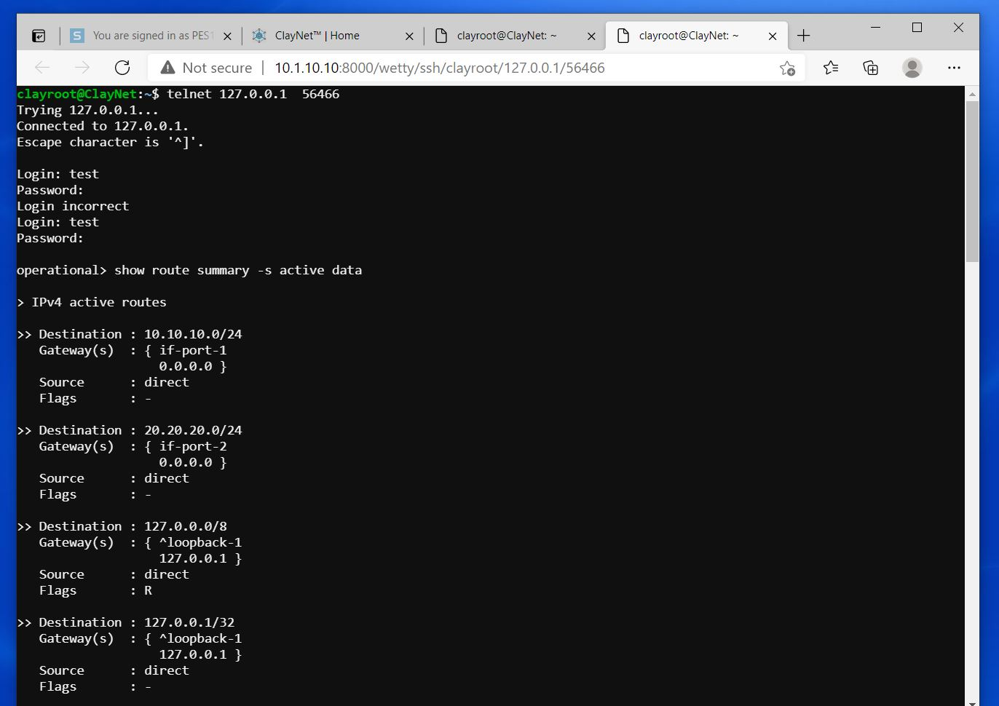 You are signed in as PES1
ClayNet™ | Home
clayroot@ClayNet: ~
clayroot@ClayNet: ~
Not secure | 10.1.10.10:8000/wetty/ssh/clayroot/127.0.0.1/56466
clayroot@ClayNet:~$ telnet 127.0.0.1  56466
Trying 127.0.0.1...
Connected to 127.0.0.1.
Escape character is '^]'.
Login: test
Password:
Login incorrect
Login: test
Password:
operational> show route summary -s active data
> IPv4 active routes
>> Destination : 10.10.10.0/24
Gateway(s)  : { if-port-1
0.0.0.0 }
Source      : direct
Flags       : -
>> Destination : 20.20.20.0/24
Gateway(s)  : { if-port-2
0.0.0.0 }
Source      : direct
Flags       : -
>> Destination : 127.0.0.0/8
Gateway(s)  : { ^loopback-1
127.0.0.1 }
Source      : direct
Flags       : R
>> Destination : 127.0.0.1/32
Gateway(s)  : { ^loopback-1
127.0.0.1 }
Source      : direct
Flags       : -